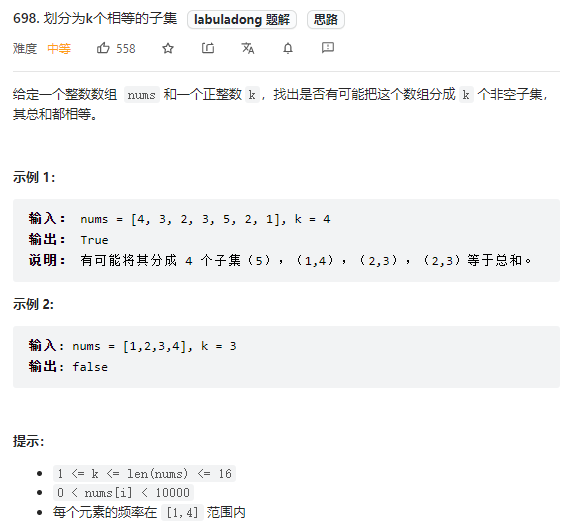 698. 划分为k个相等的子集 labuladong 题解 思路
难度 中等 558
给定一个整数数组 nums 和一个正整数 k，找出是否有可能把这个数组分成 k 个非空子集，
其总和都相等。
示例 1：
输入： nums = [4, 3, 2, 3, 5, 2, 1], k = 4
输出： True
说明： 有可能将其分成 4 个子集（5），（1,4），（2,3），（2,3）等于总和。
示例 2:
输入: nums = [1,2,3,4], k = 3
输出: false
提示：
1 <= k <= len(nums) <= 16
0 < nums[i] < 10000
每个元素的频率在 [1,4] 范围内